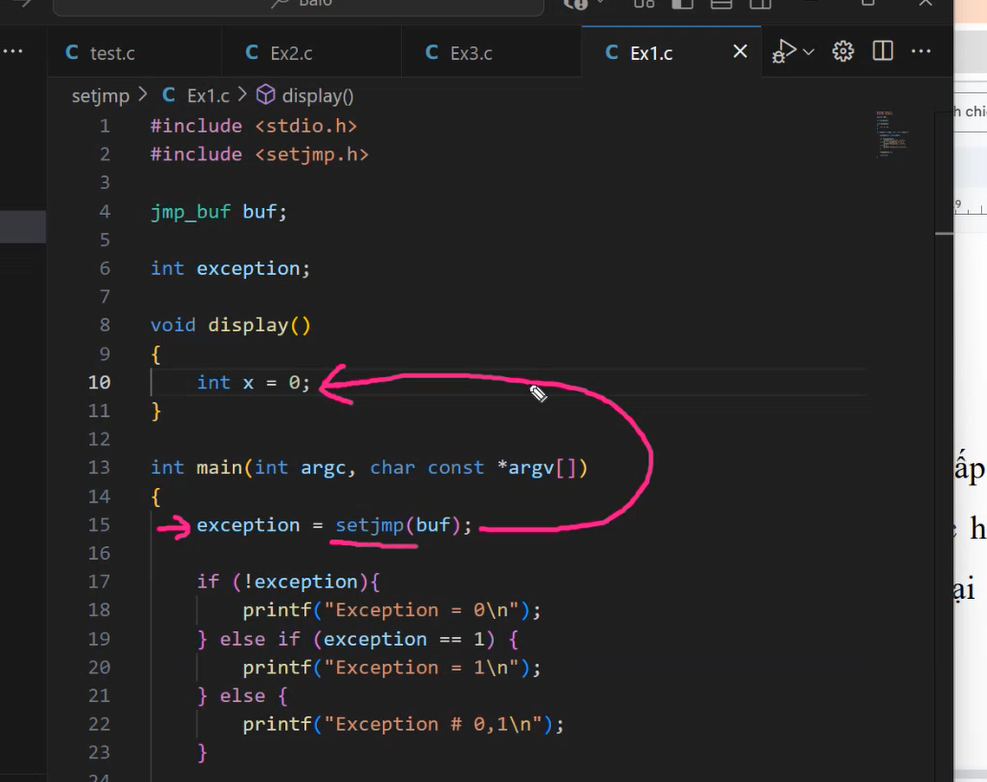 Bai6
test.c
Ex2.c
Ex3.c
Ex1.c
setjmp > Ex1.c > display()
1 #include <stdio.h>
2 #include <setjmp.h>
3
4 jmp_buf buf;
5
6 int exception;
7
8 void display()
9 {
10 int x = 0;
11 }
12
13 int main(int argc, char const *argv[])
14 {
15 exception = setjmp(buf);
16
17 if (!exception){
18 printf("Exception = 0\n");
19 } else if (exception == 1) {
20 printf("Exception = 1\n");
21 } else {
22 printf("Exception # 0,1\n");
23 }
24
h chi
9
ấp
h
ại